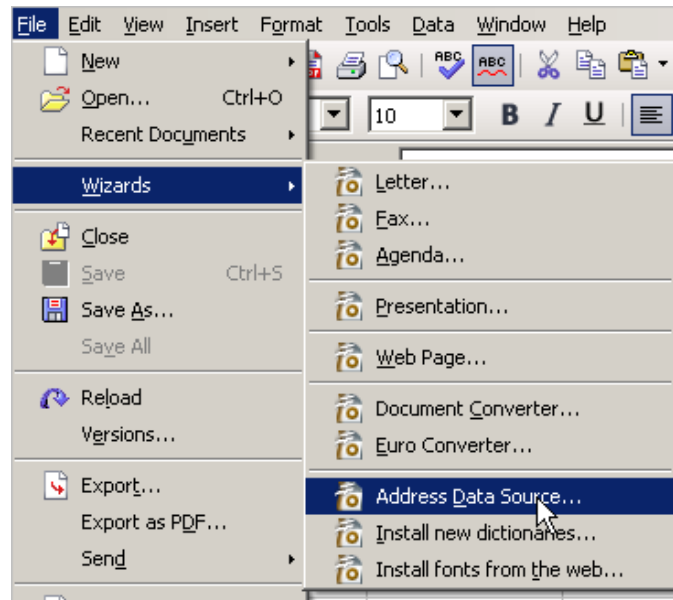 File Edit View Insert Format Tools Data Window Help
New
ABC ABC
Open... Ctrl+O
10 B I U
Recent Documents
Wizards
Letter...
Fax...
Close
Agenda...
Save Ctrl+S
Save As...
Presentation...
Save All
Web Page...
Reload
Document Converter...
Versions...
Euro Converter...
Export...
Address Data Source...
Export as PDF...
Install new dictionaries...
Send
Install fonts from the web...